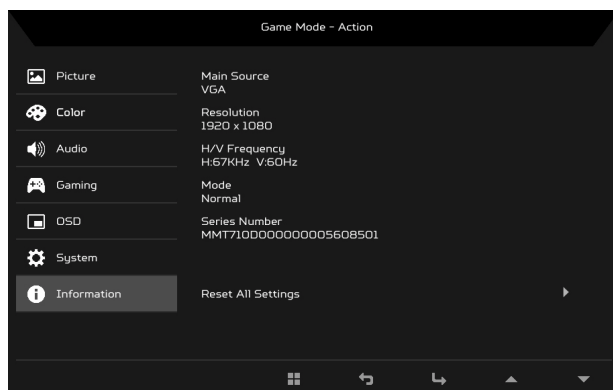 Game Mode - Action
Picture
Color
Audio
Gaming
OSD
System
Information
Main Source
VGA
Resolution
1920 x 1080
H/V Frequency
H:67KHz V:60Hz
Mode
Normal
Series Number
MMT710D000000005608501
Reset All Settings